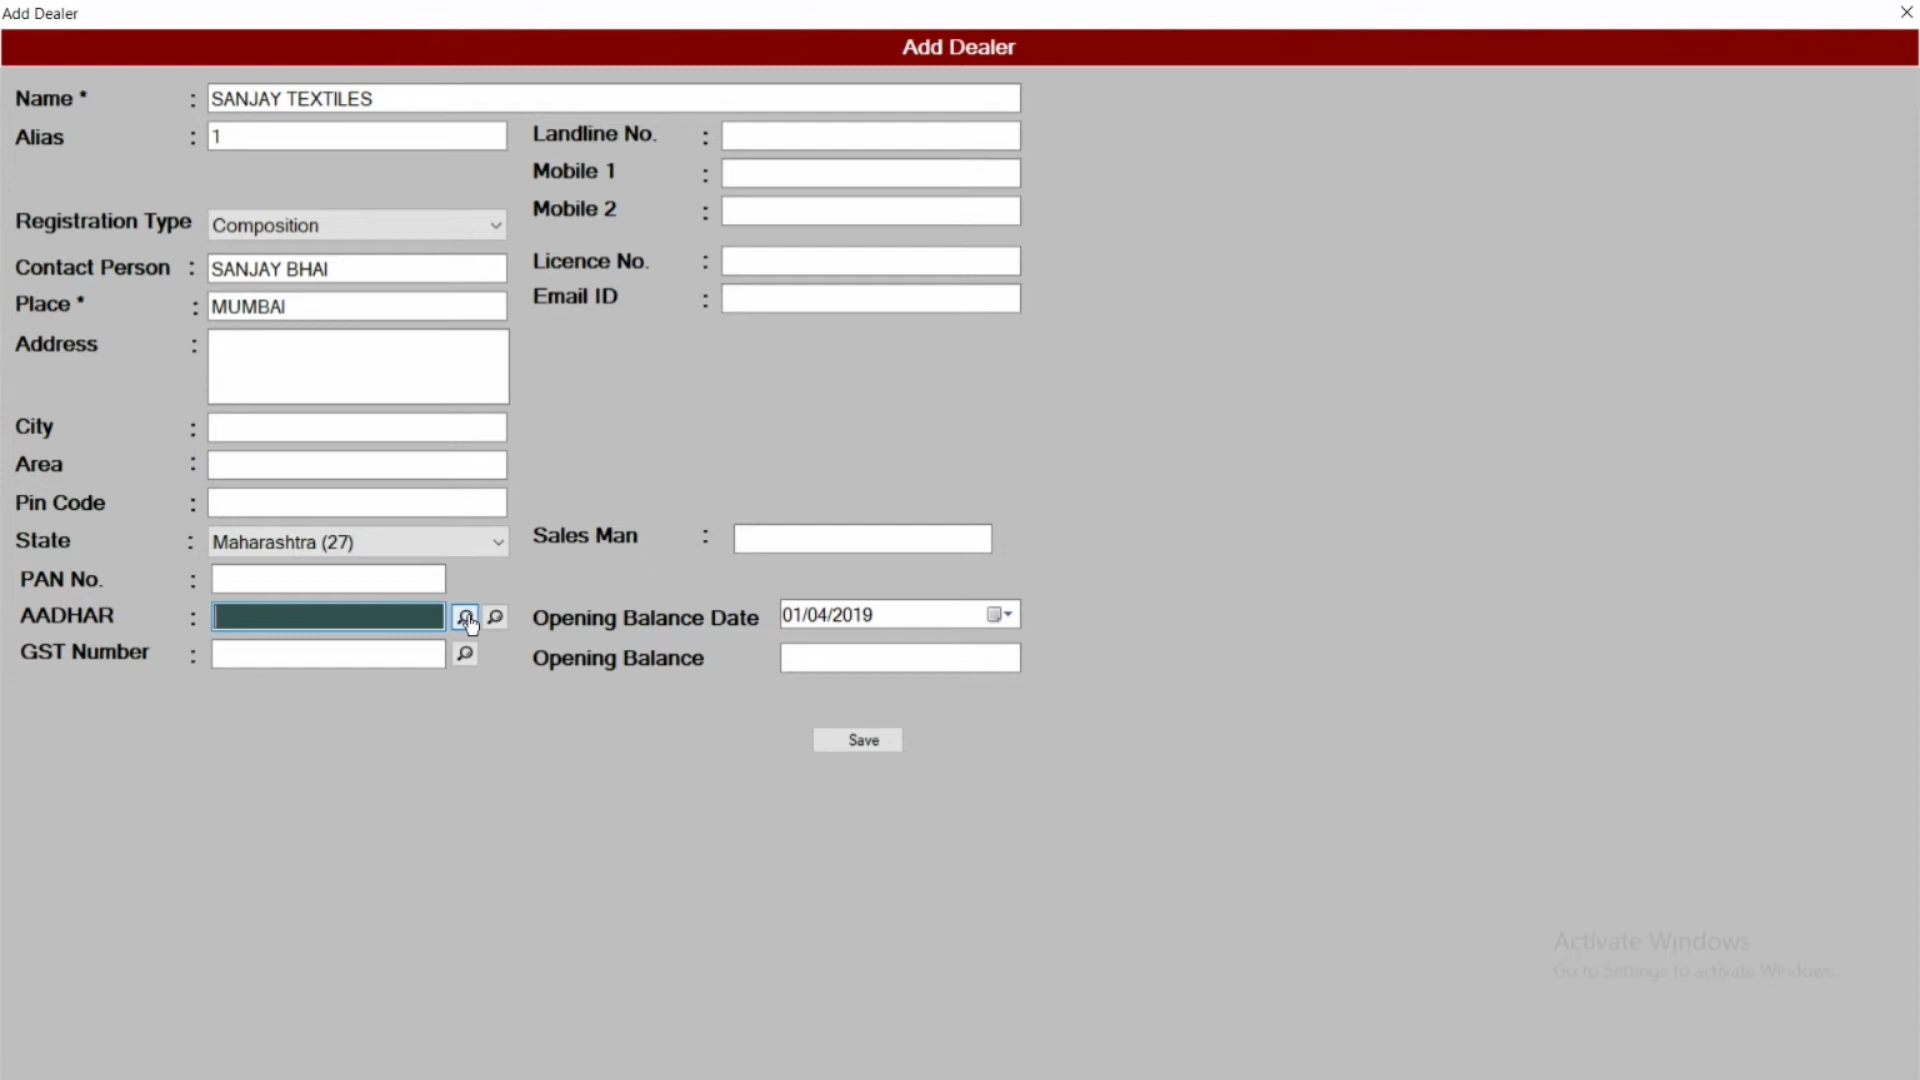 Add Dealer
Add Dealer
Name * : SANJAY TEXTILES
Alias : 1
Landline No. :
Mobile 1 :
Mobile 2 :
Registration Type Composition
Contact Person : SANJAY BHAI
Licence No. :
Place * : MUMBAI
Email ID :
Address :
City :
Area :
Pin Code :
State : Maharashtra (27)
Sales Man :
PAN No. :
AADHAR :
Opening Balance Date 01/04/2019
GST Number :
Opening Balance
Save
Activate Windows
Go to Settings to activate Windows.